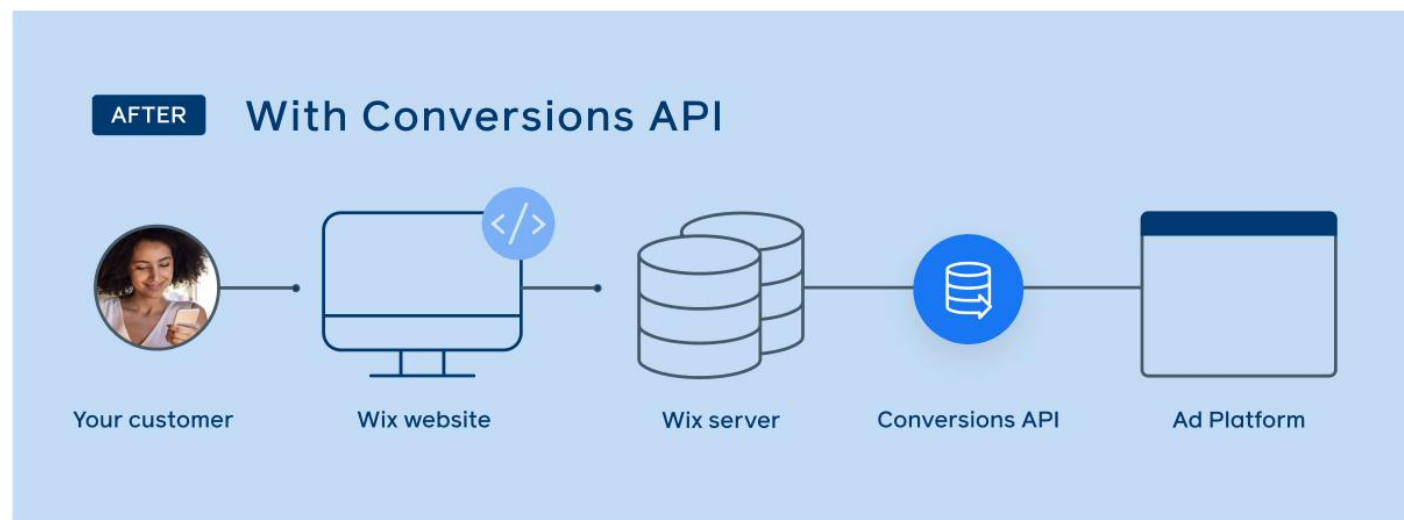 AFTER
With Conversions API
</>
Your customer
Wix website
Wix server
Conversions API
Ad Platform